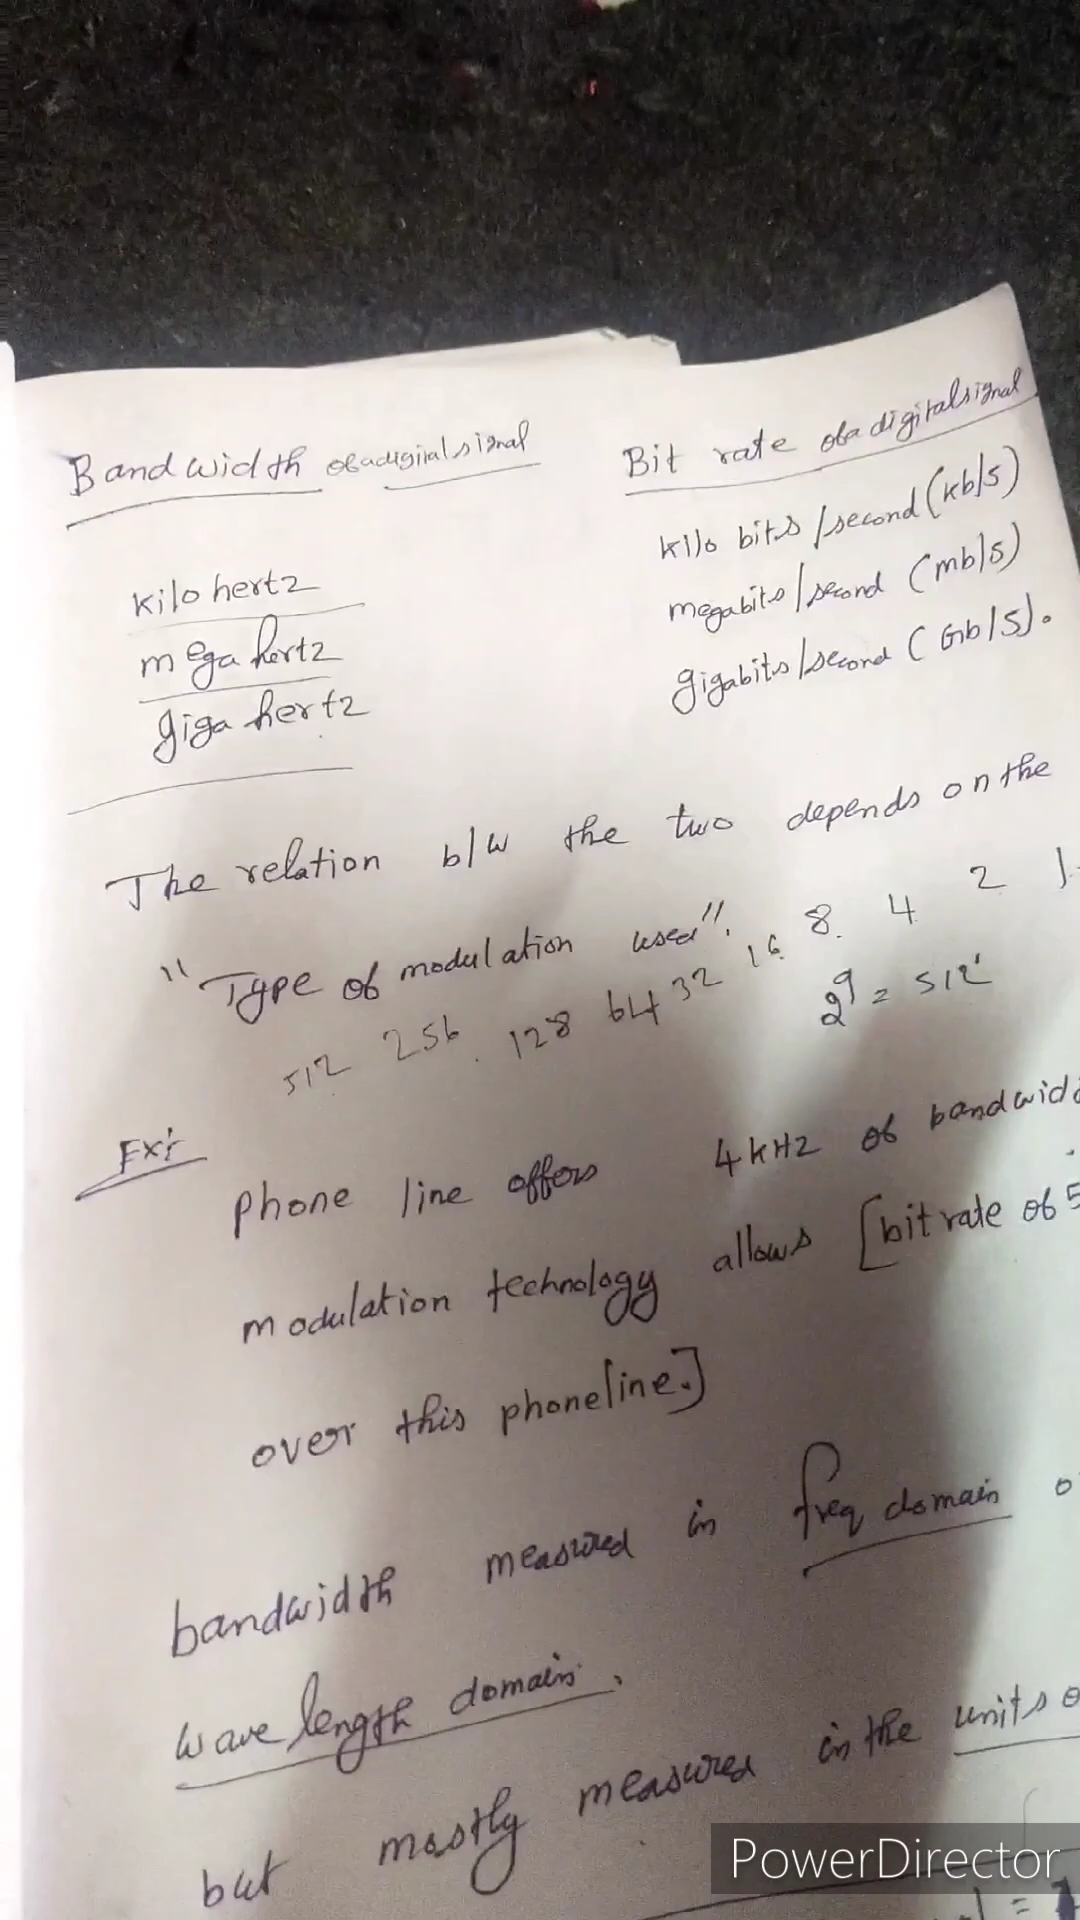 Bandwidth of a digital signal
Bit rate of a digital signal
kilo hertz
kilo bits /second (kb/s)
mega hertz
megabits/second (mb/s)
giga hertz
gigabits/second (Gb/s).
The relation b/w the two depends on the
"Type of modulation used".
512 256 128 64 32 16 8 4 2 1
2⁹ = 512
Ex:
phone line offers 4 kHz of
modulation technology allows [bit rate of 5
over this phoneline.]
bandwidth measured in freq domain
wave length domain.
but mostly measured in the units
PowerDirector